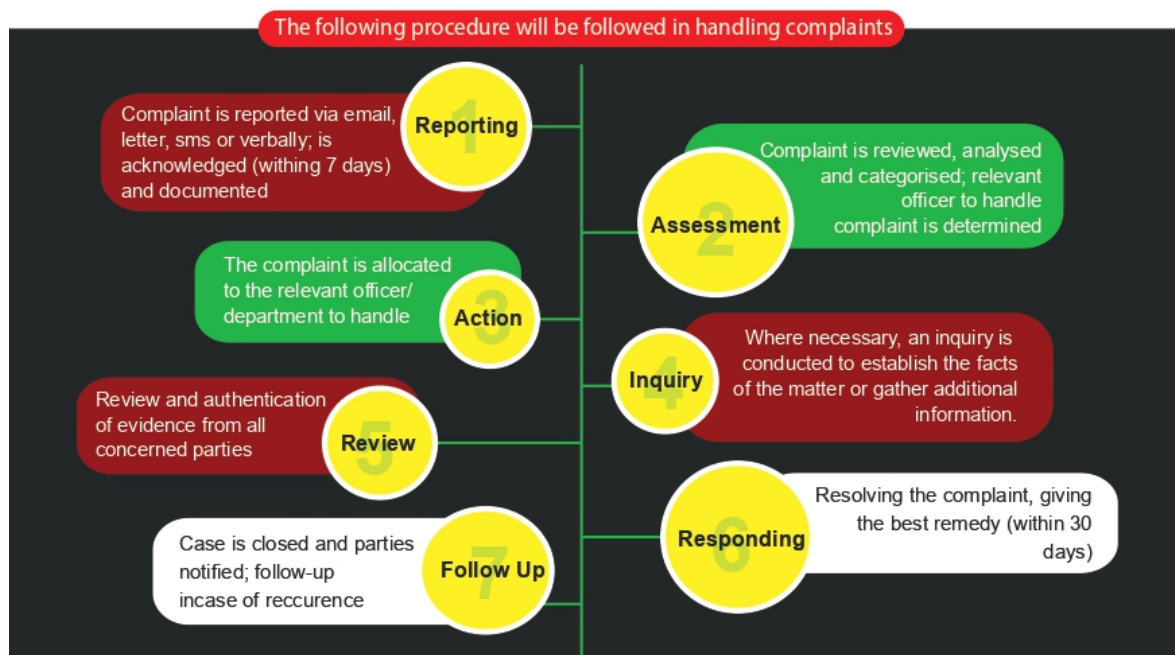 The following procedure will be followed in handling complaints
1
Reporting
Complaint is reported via email,
letter, sms or verbally; is
acknowledged (withing 7 days)
and documented
2
Assessment
Complaint is reviewed, analysed
and categorised; relevant
officer to handle
complaint is determined
3
Action
The complaint is allocated
to the relevant officer/
department to handle
4
Inquiry
Where necessary, an inquiry is
conducted to establish the facts
of the matter or gather additional
information.
5
Review
Review and authentication
of evidence from all
concerned parties
6
Responding
Resolving the complaint, giving
the best remedy (within 30
days)
7
Follow Up
Case is closed and parties
notified; follow-up
incase of reccurence